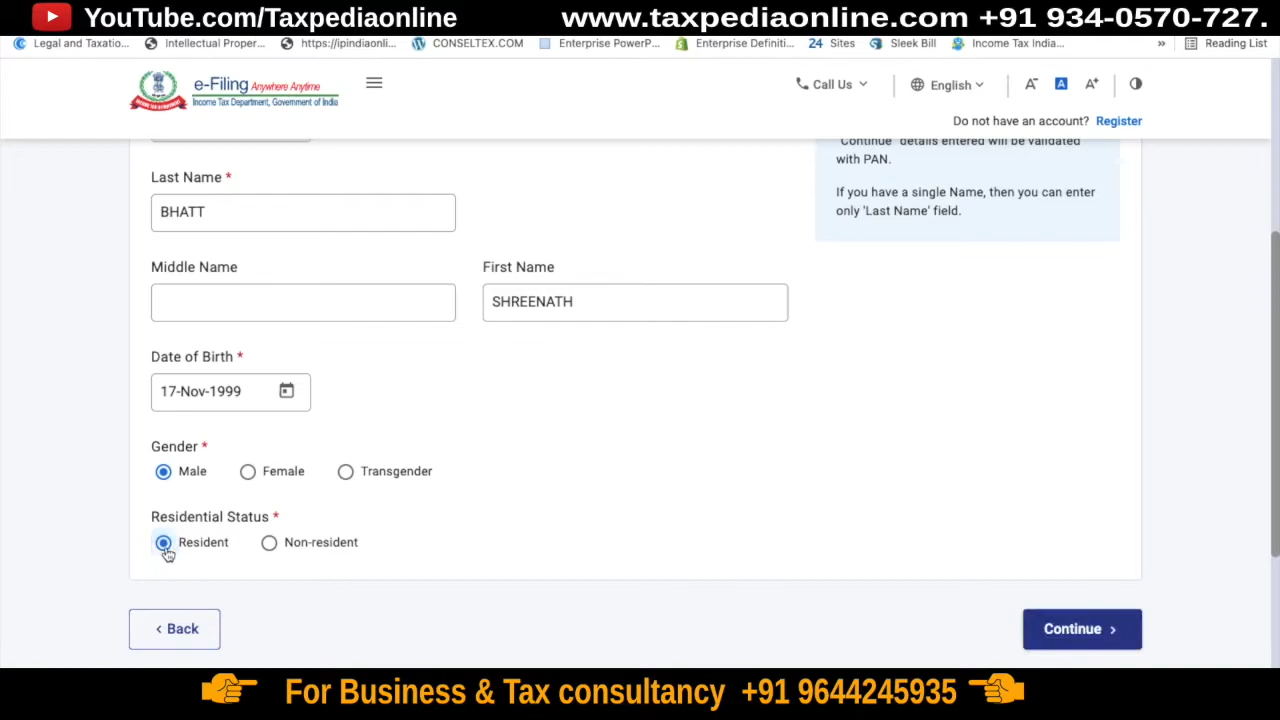 YouTube.com/Taxpediaonline
www.taxpediaonline.com +91 934-0570-727.
Legal and Taxatio...
Intellectual Proper...
https://ipindiaonli...
CONSELTEX.COM
Enterprise PowerP...
Enterprise Definiti...
24 Sites
Sleek Bill
Income Tax India...
»
Reading List
e-Filing Anywhere Anytime
Income Tax Department, Government of India
Call Us
English
A-
A
A+
Do not have an account? Register
"Continue" details entered will be validated
with PAN.
If you have a single Name, then you can enter
only 'Last Name' field.
Last Name *
BHATT
Middle Name
First Name
SHREENATH
Date of Birth *
17-Nov-1999
Gender *
Male
Female
Transgender
Residential Status *
Resident
Non-resident
< Back
Continue >
For Business & Tax consultancy +91 9644245935